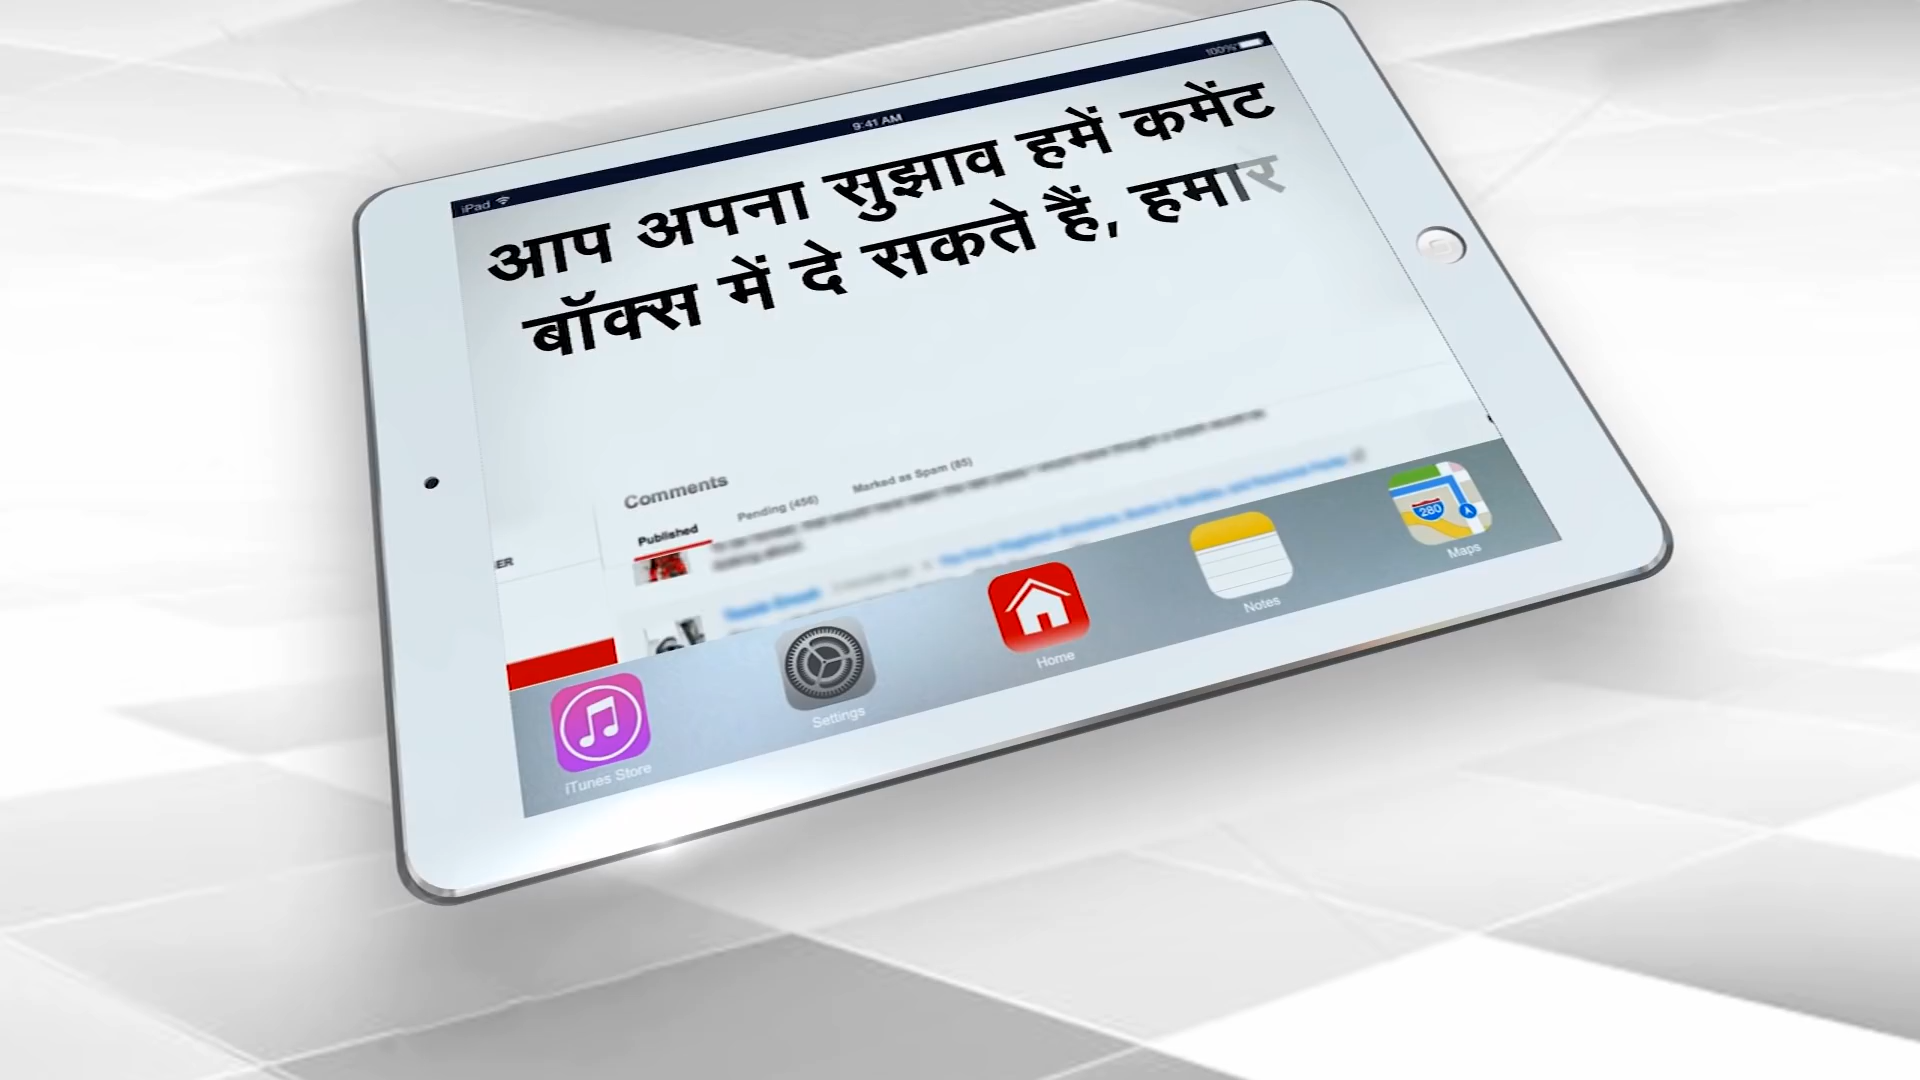 iPad
9:41 AM
100%
आप अपना सुझाव हमें कमेंट
बॉक्स में दे सकते हैं, हमार
Comments
Published
Pending (456)
Marked as Spam (85)
ER
iTunes Store
Settings
Home
Notes
Maps